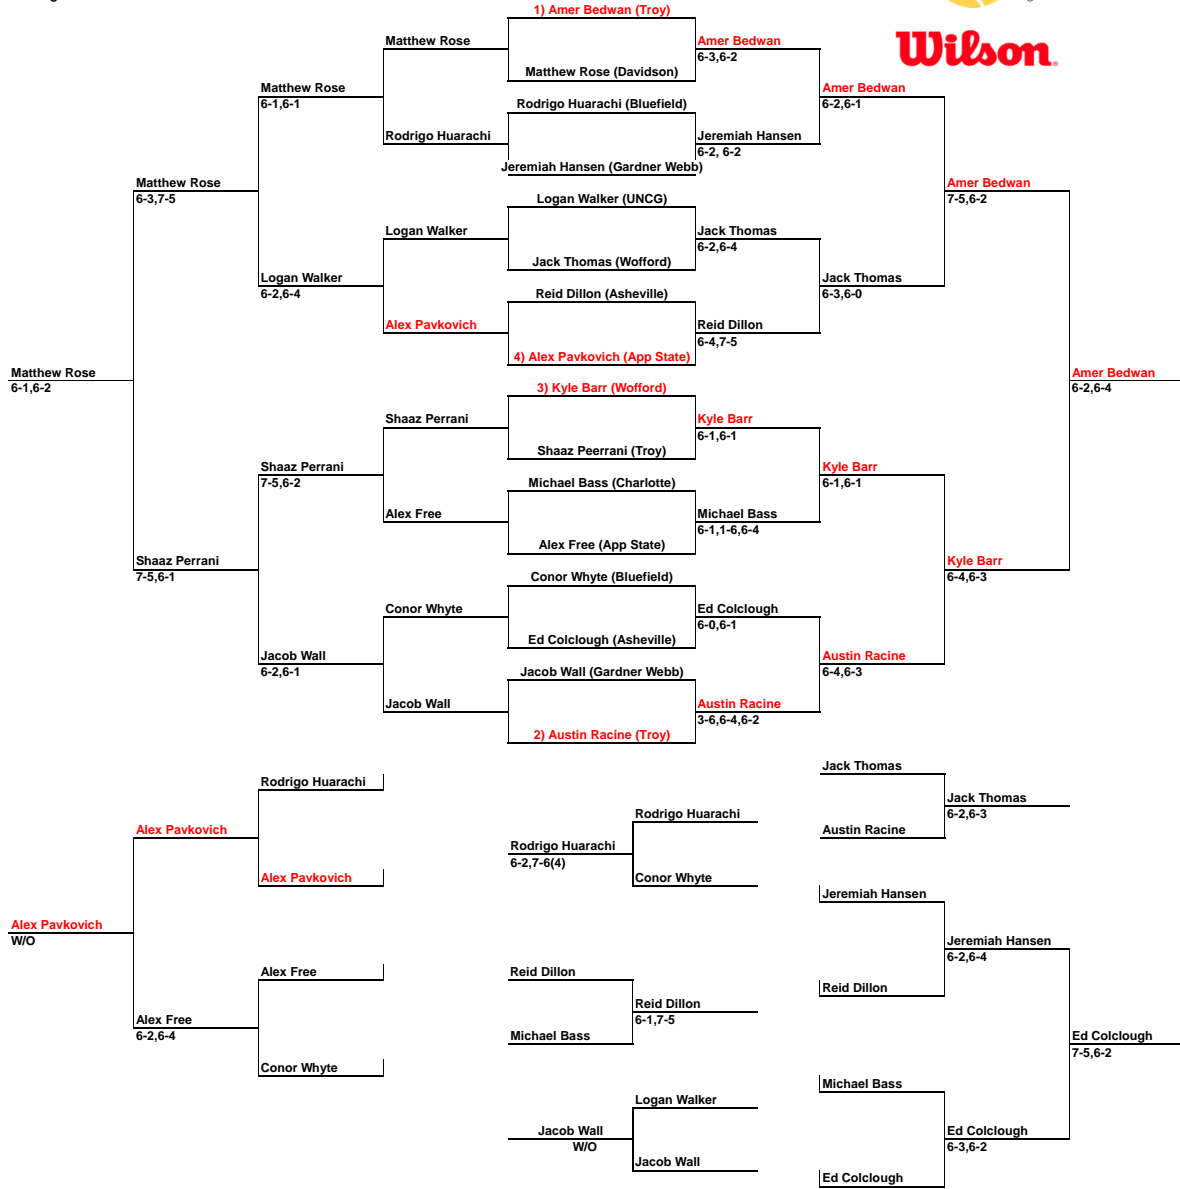 1) Amer Bedwan (Troy)
Matthew Rose
Amer Bedwan
6-3,6-2
Wilson
Matthew Rose (Davidson)
Matthew Rose
6-1,6-1
Amer Bedwan
6-2,6-1
Rodrigo Huarachi (Bluefield)
Rodrigo Huarachi
Jeremiah Hansen
6-2, 6-2
Jeremiah Hansen (Gardner Webb)
Matthew Rose
6-3,7-5
Amer Bedwan
7-5,6-2
Logan Walker (UNCG)
Logan Walker
Jack Thomas
6-2,6-4
Jack Thomas (Wofford)
Logan Walker
6-2,6-4
Jack Thomas
6-3,6-0
Reid Dillon (Asheville)
Alex Pavkovich
Reid Dillon
6-4,7-5
4) Alex Pavkovich (App State)
Matthew Rose
6-1,6-2
Amer Bedwan
6-2,6-4
3) Kyle Barr (Wofford)
Shaaz Perrani
Kyle Barr
6-1,6-1
Shaaz Peerrani (Troy)
Shaaz Perrani
7-5,6-2
Kyle Barr
6-1,6-1
Michael Bass (Charlotte)
Alex Free
Michael Bass
6-1,1-6,6-4
Alex Free (App State)
Shaaz Perrani
7-5,6-1
Kyle Barr
6-4,6-3
Conor Whyte (Bluefield)
Conor Whyte
Ed Colclough
6-0,6-1
Ed Colclough (Asheville)
Jacob Wall
6-2,6-1
Austin Racine
6-4,6-3
Jacob Wall (Gardner Webb)
Jacob Wall
Austin Racine
3-6,6-4,6-2
2) Austin Racine (Troy)
Rodrigo Huarachi
Alex Pavkovich
Alex Pavkovich
Alex Pavkovich
W/O
Alex Free
Alex Free
6-2,6-4
Conor Whyte
Rodrigo Huarachi
Rodrigo Huarachi
6-2,7-6(4)
Conor Whyte
Reid Dillon
Reid Dillon
6-1,7-5
Michael Bass
Logan Walker
Jacob Wall
W/O
Jacob Wall
Jack Thomas
Jack Thomas
6-2,6-3
Austin Racine
Jeremiah Hansen
Jeremiah Hansen
6-2,6-4
Reid Dillon
Ed Colclough
7-5,6-2
Michael Bass
Ed Colclough
6-3,6-2
Ed Colclough